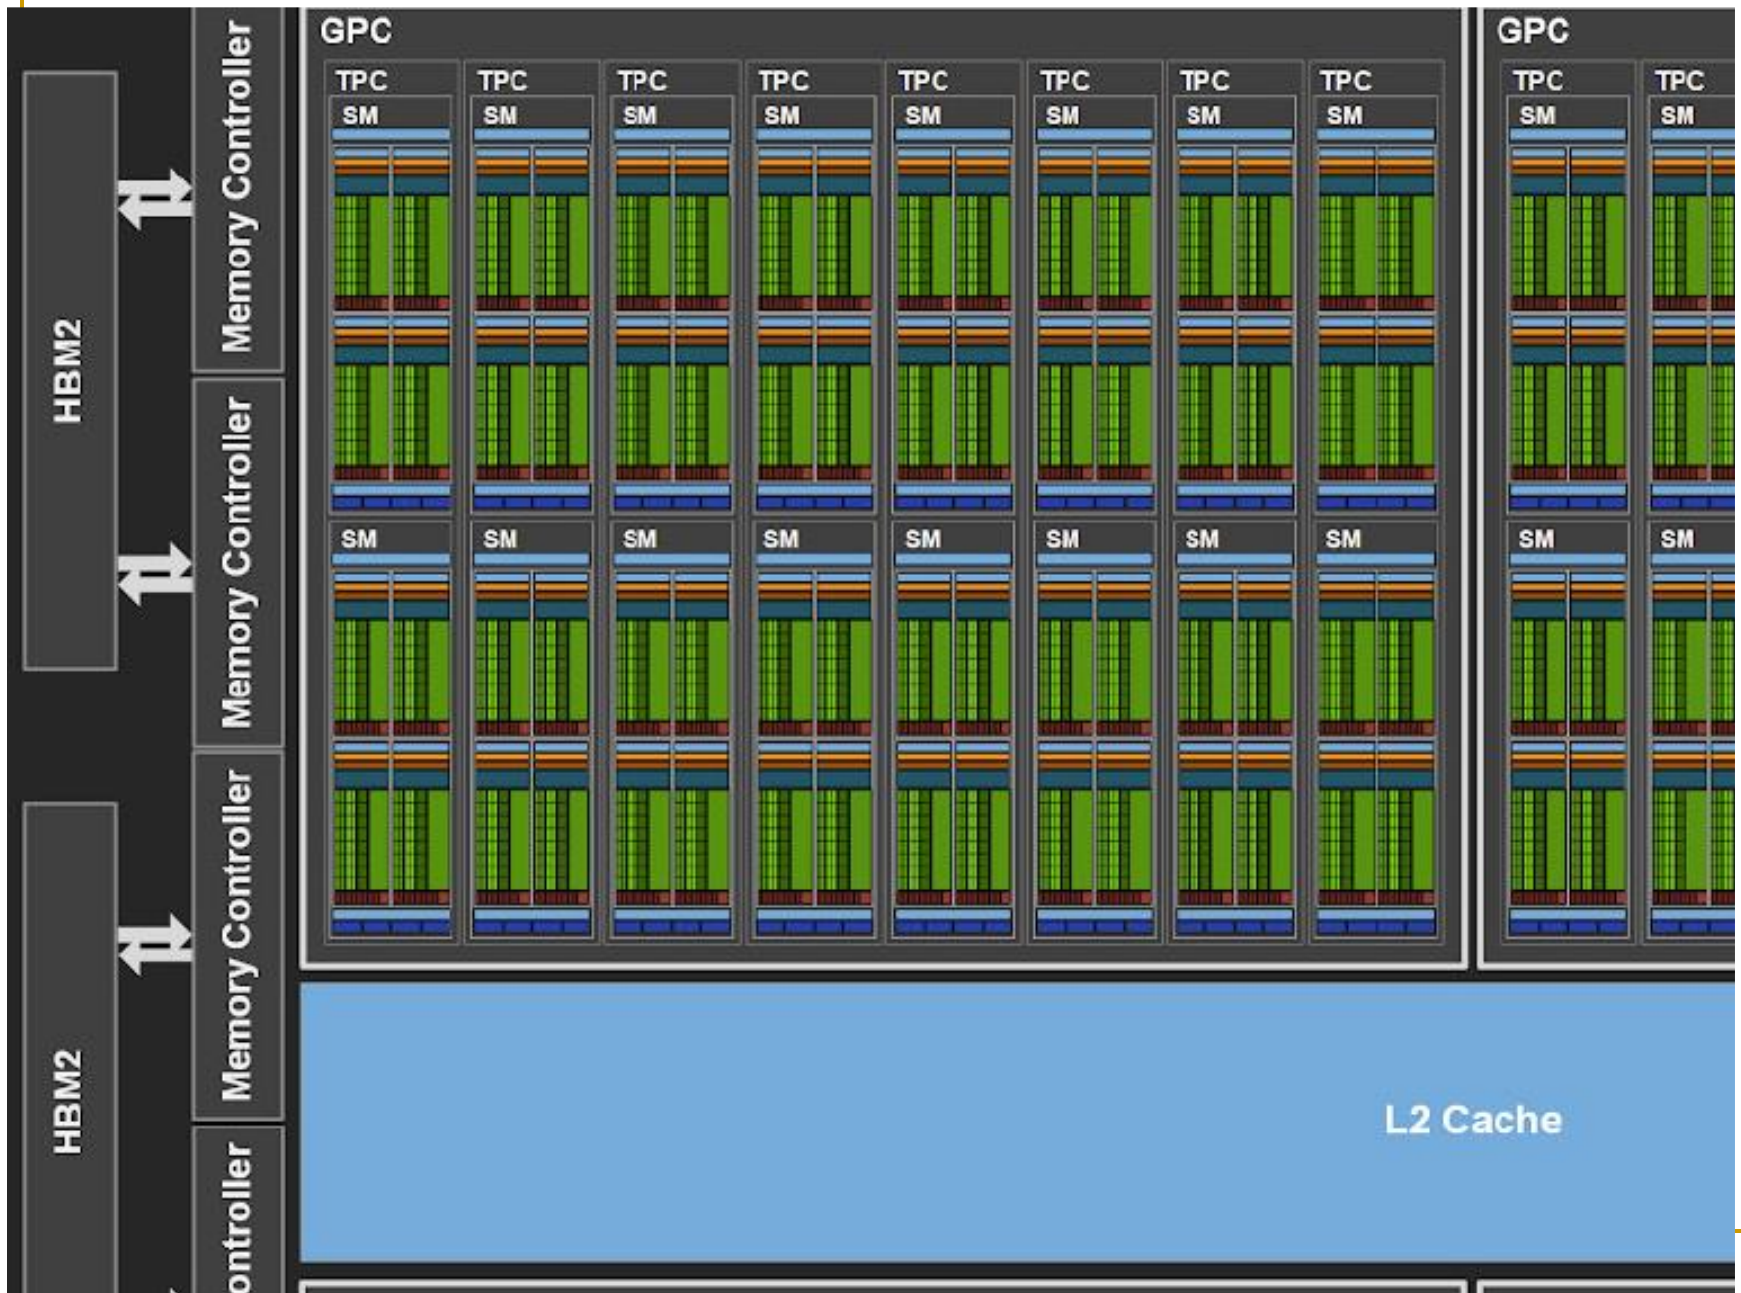 GPC GPC
TPC TPC TPC TPC TPC TPC TPC TPC TPC TPC
SM SM SM SM SM SM SM SM SM SM
SM SM SM SM SM SM SM SM SM SM
L2 Cache
HBM2
HBM2
Memory Controller
Memory Controller
Memory Controller
ontroller